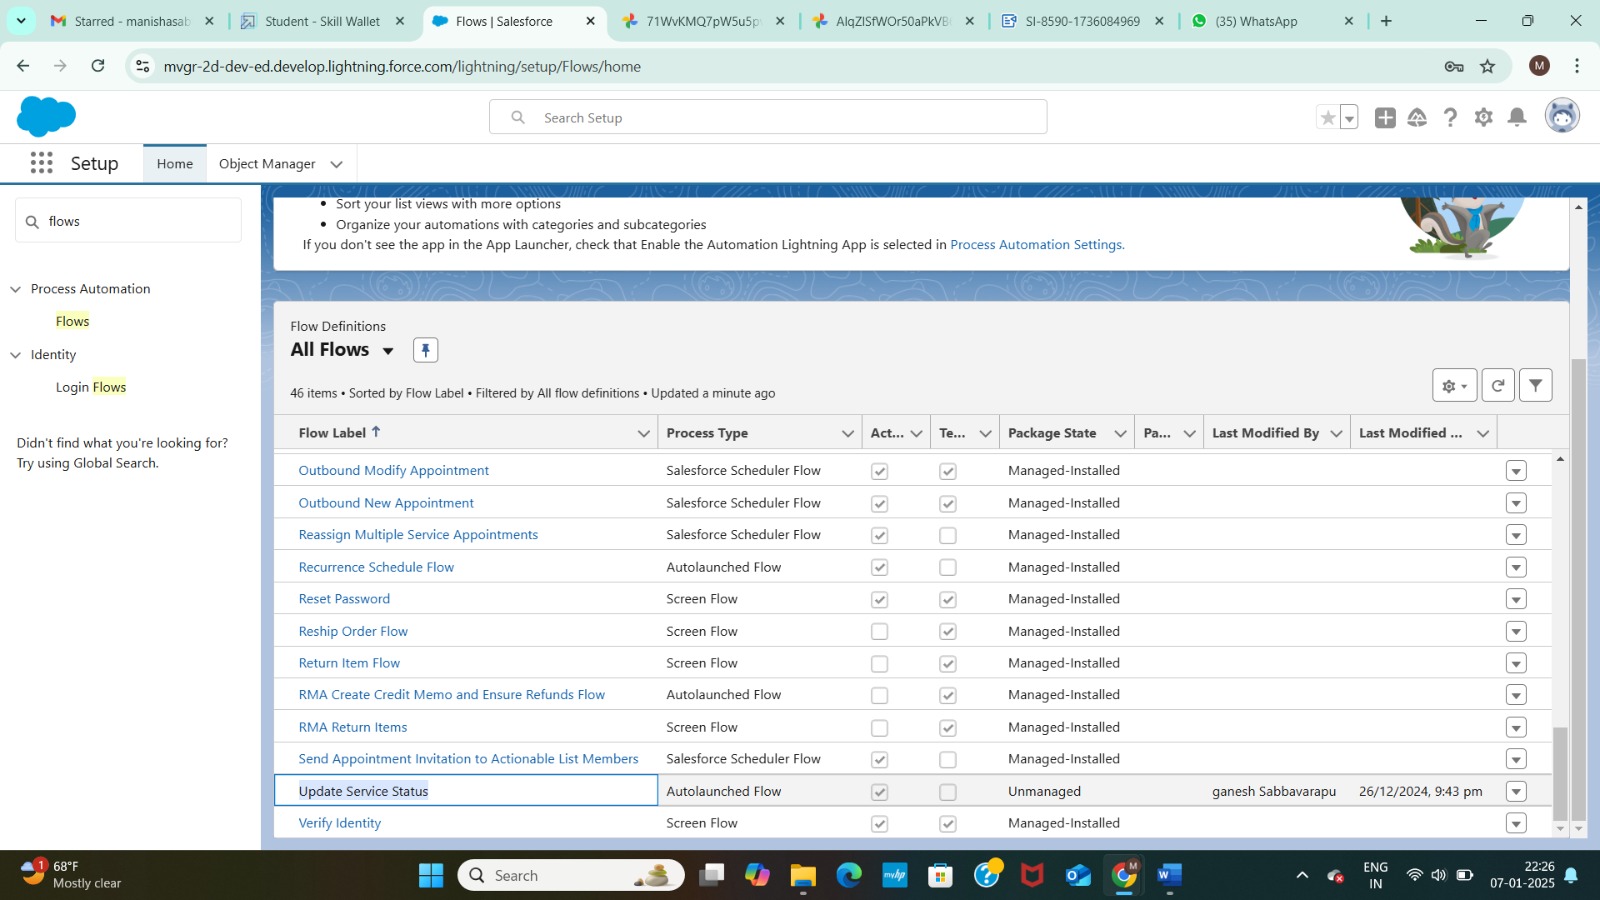 Starred - manishasab
Student - Skill Wallet
Flows | Salesforce
71WvKMQ7pW5u5p
AlqZISfWOr50aPkVB
SI-8590-1736084969
(35) WhatsApp
mvgr-2d-dev-ed.develop.lightning.force.com/lightning/setup/Flows/home
M
Search Setup
Setup
Home
Object Manager
flows
Process Automation
Flows
Identity
Login Flows
Didn't find what you're looking for?
Try using Global Search.
Sort your list views with more options
Organize your automations with categories and subcategories
If you don't see the app in the App Launcher, check that Enable the Automation Lightning App is selected in Process Automation Settings.
Flow Definitions
All Flows
46 items • Sorted by Flow Label • Filtered by All flow definitions • Updated a minute ago
Flow Label Process Type Act... Te... Package State Pa... Last Modified By Last Modified ...
Outbound Modify Appointment Salesforce Scheduler Flow Managed-Installed
Outbound New Appointment Salesforce Scheduler Flow Managed-Installed
Reassign Multiple Service Appointments Salesforce Scheduler Flow Managed-Installed
Recurrence Schedule Flow Autolaunched Flow Managed-Installed
Reset Password Screen Flow Managed-Installed
Reship Order Flow Screen Flow Managed-Installed
Return Item Flow Screen Flow Managed-Installed
RMA Create Credit Memo and Ensure Refunds Flow Autolaunched Flow Managed-Installed
RMA Return Items Screen Flow Managed-Installed
Send Appointment Invitation to Actionable List Members Salesforce Scheduler Flow Managed-Installed
Update Service Status Autolaunched Flow Unmanaged ganesh Sabbavarapu 26/12/2024, 9:43 pm
Verify Identity Screen Flow Managed-Installed
1
68°F
Mostly clear
Search
myhp
M
W
ENG
IN
22:26
07-01-2025